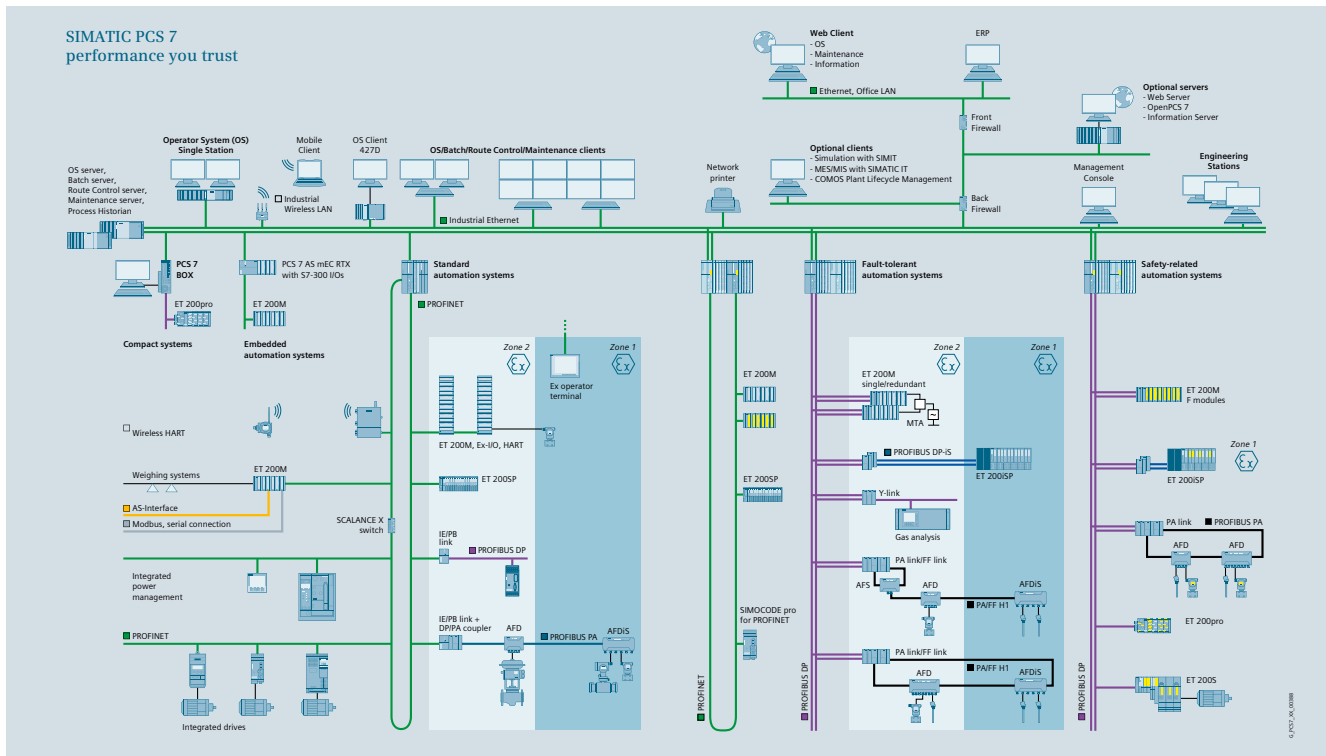 SIMATIC PCS 7
performance you trust
Web Client
- OS
- Maintenance
- Information
ERP
Ethernet, Office LAN
Optional servers
- Web Server
- OpenPCS 7
- Information Server
Front
Firewall
Operator System (OS)
Single Station
Mobile
Client
OS Client
427D
OS/Batch/Route Control/Maintenance clients
Optional clients
- Simulation with SIMIT
- MES/MIS with SIMATIC IT
- COMOS Plant Lifecycle Management
Network
printer
Management
Console
Engineering
Stations
OS server,
Batch server,
Route Control server,
Maintenance server,
Process Historian
Industrial
Wireless LAN
Industrial Ethernet
Back
Firewall
PCS 7
BOX
PCS 7 AS mEC RTX
with S7-300 I/Os
Standard
automation systems
Fault-tolerant
automation systems
Safety-related
automation systems
ET 200pro
ET 200M
PROFINET
Compact systems
Embedded
automation systems
Zone 2
Zone 1
Ex
Ex operator
terminal
Zone 2
Ex
Zone 1
Ex
ET 200M
ET 200M
single/redundant
MTA
ET 200M
F modules
Wireless HART
ET 200M, Ex-I/O, HART
PROFIBUS DP-iS
ET 200iSP
ET 200iSP
Zone 1
Ex
Weighing systems
ET 200M
ET 200SP
ET 200SP
Y-link
Gas analysis
AS-Interface
Modbus, serial connection
SCALANCE X
switch
IE/PB
link
PROFIBUS DP
PA link
PROFIBUS PA
AFD
AFD
Integrated
power
management
PA link/FF link
AFS
AFD
AFDiS
PA/FF H1
SIMOCODE pro
for PROFINET
PROFINET
IE/PB link +
DP/PA coupler
AFD
PROFIBUS PA
AFDiS
ET 200pro
PA link/FF link
PA/FF H1
AFD
AFDiS
ET 200S
Integrated drives
PROFINET
PROFIBUS DP
PROFIBUS DP
G_PCS7_XX_00388